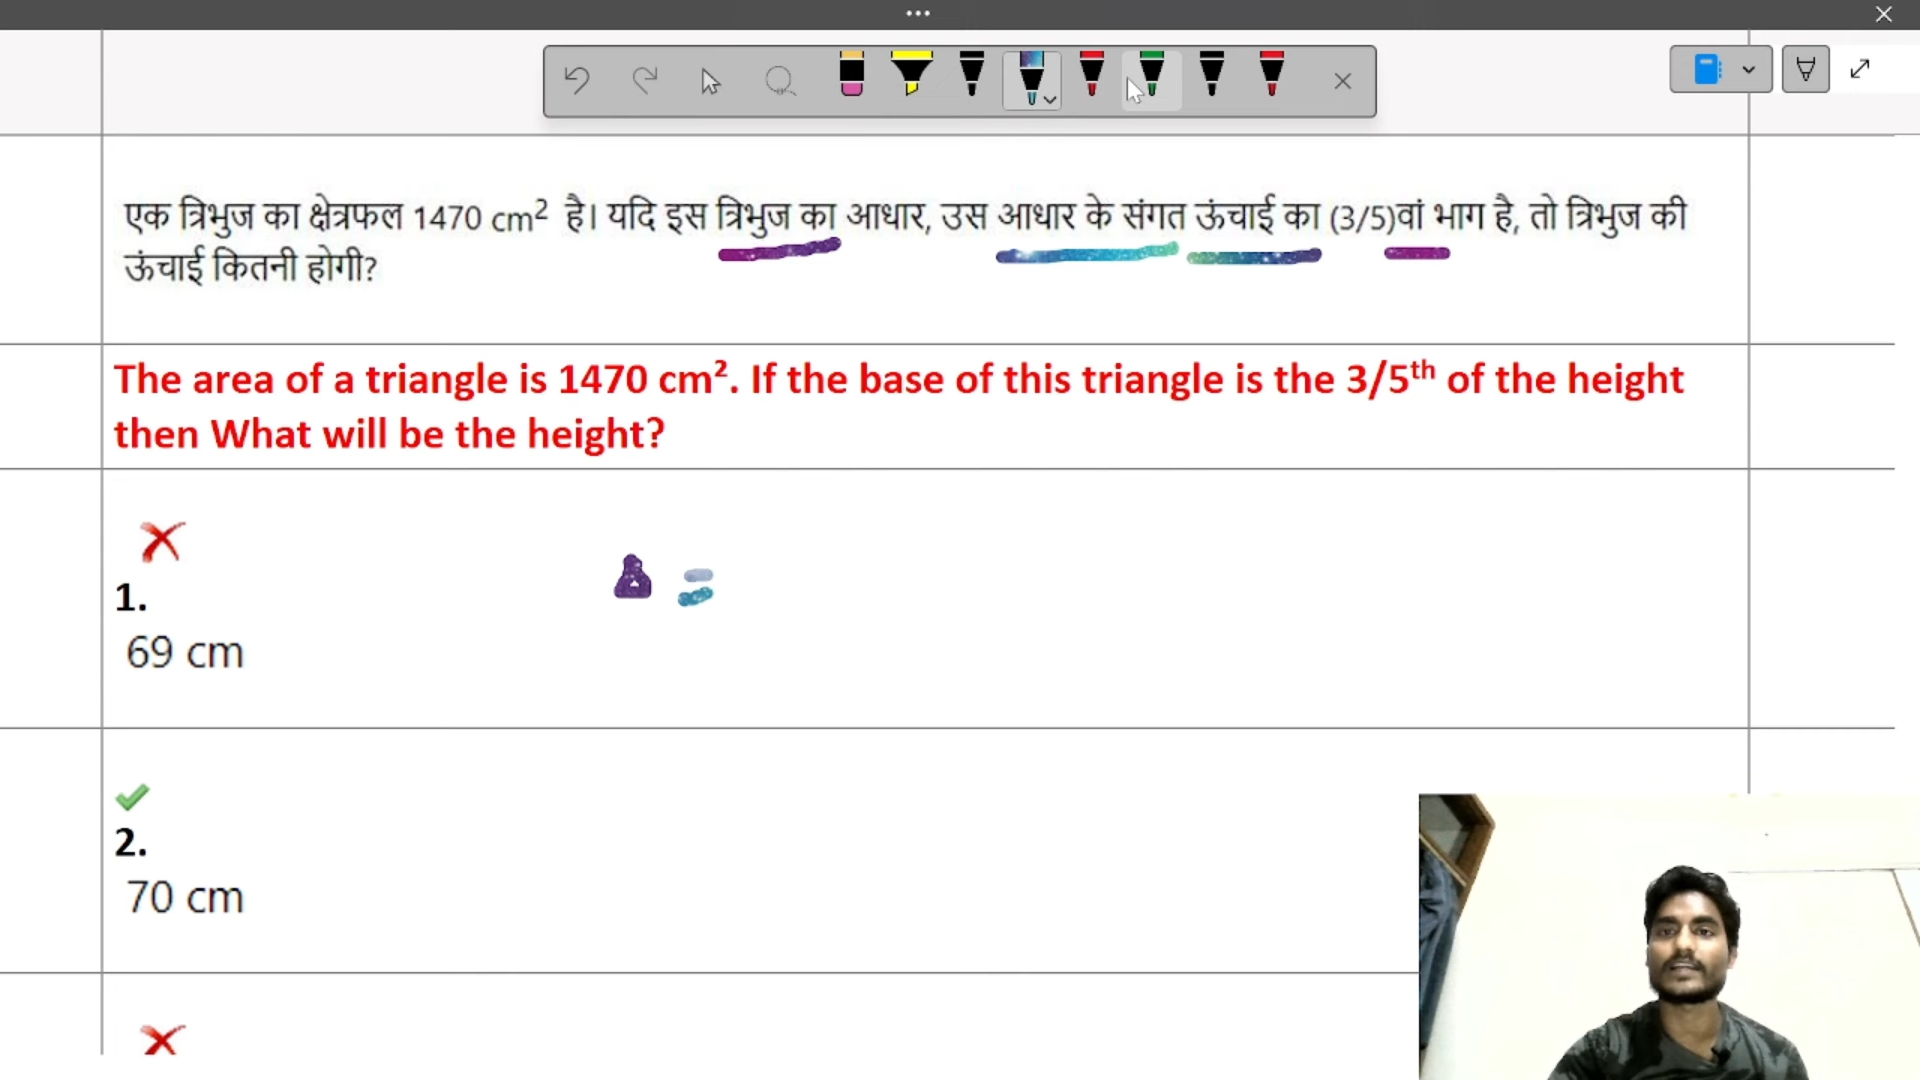 एक त्रिभुज का क्षेत्रफल 1470 cm² है। यदि इस त्रिभुज का आधार, उस आधार के संगत ऊंचाई का (3/5)वां भाग है, तो त्रिभुज की
ऊंचाई कितनी होगी?
The area of a triangle is 1470 cm². If the base of this triangle is the 3/5ᵗʰ of the height
then What will be the height?
1.
69 cm
Δ =
2.
70 cm